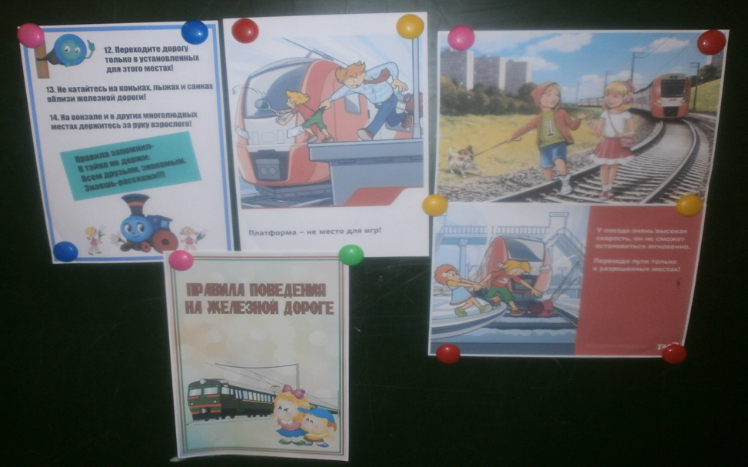 12. Переходите дорогу
только в установленных
для этого местах!
13. Не катайтесь на коньках, лыжах и санках
вблизи железной дороги!
14. На вокзале и в других многолюдных
местах держитесь за руку взрослого!
Правила запомнил-
В тайне не держи:
Всем друзьям, знакомым,
Знаешь-расскажи!!!
Платформа – не место для игр!
У поезда очень высокая
скорость, он не сможет
остановиться мгновенно.
Переходи пути только
в разрешенных местах!
ПРАВИЛА ПОВЕДЕНИЯ
НА ЖЕЛЕЗНОЙ ДОРОГЕ